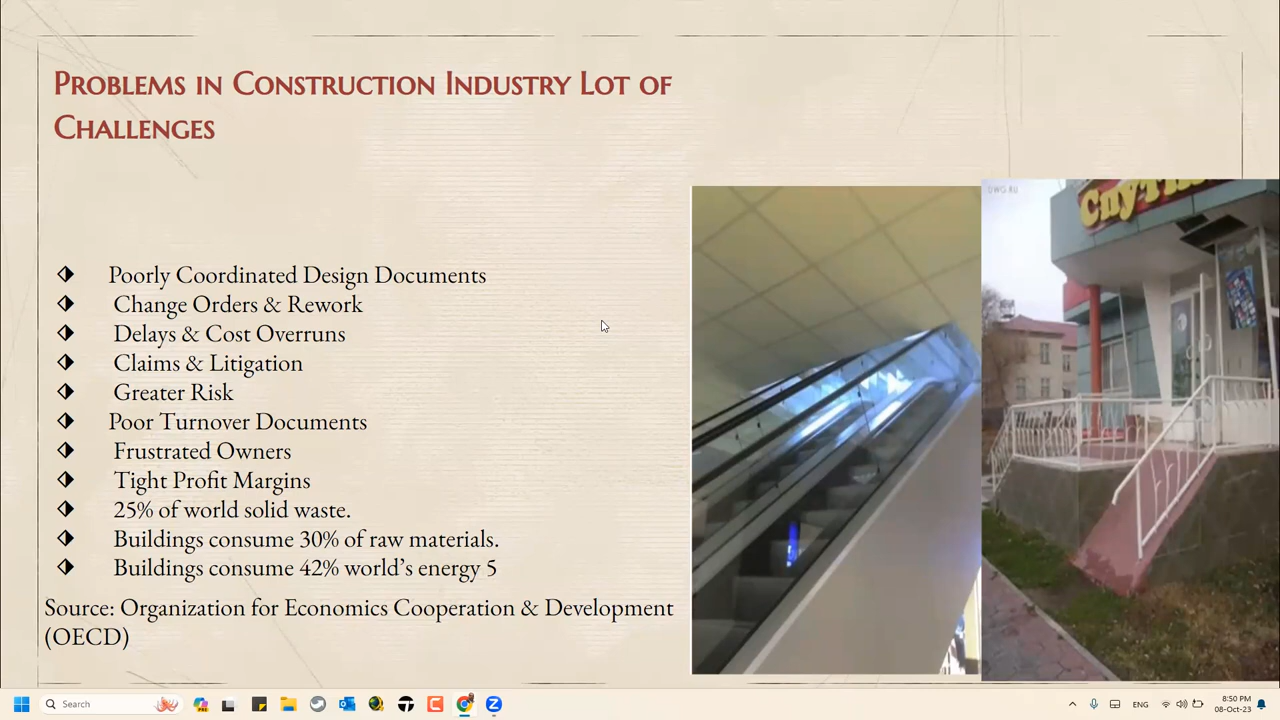 Problems in Construction Industry Lot of
Challenges
Poorly Coordinated Design Documents
Change Orders & Rework
Delays & Cost Overruns
Claims & Litigation
Greater Risk
Poor Turnover Documents
Frustrated Owners
Tight Profit Margins
25% of world solid waste.
Buildings consume 30% of raw materials.
Buildings consume 42% world's energy 5
Source: Organization for Economics Cooperation & Development
(OECD)
DWG.RU
Search
ENG
8:50 PM
08-Oct-23